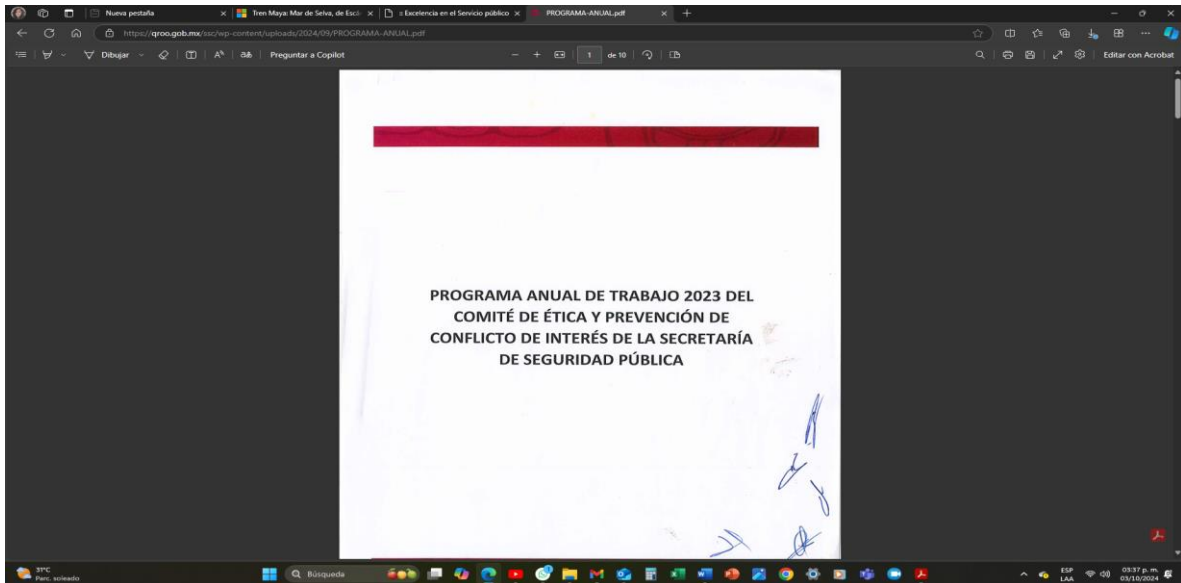 Nueva pestaña
Tren Maya: Mar de Selva, de Escá
:: Excelencia en el Servicio público
PROGRAMA-ANUAL.pdf
https://qroo.gob.mx/ssc/wp-content/uploads/2024/09/PROGRAMA-ANUAL.pdf
Dibujar
Preguntar a Copilot
1 de 10
Editar con Acrobat
PROGRAMA ANUAL DE TRABAJO 2023 DEL
COMITÉ DE ÉTICA Y PREVENCIÓN DE
CONFLICTO DE INTERÉS DE LA SECRETARÍA
DE SEGURIDAD PÚBLICA
31°C
Parc. soleado
Búsqueda
ESP
LAA
03:37 p. m.
03/10/2024